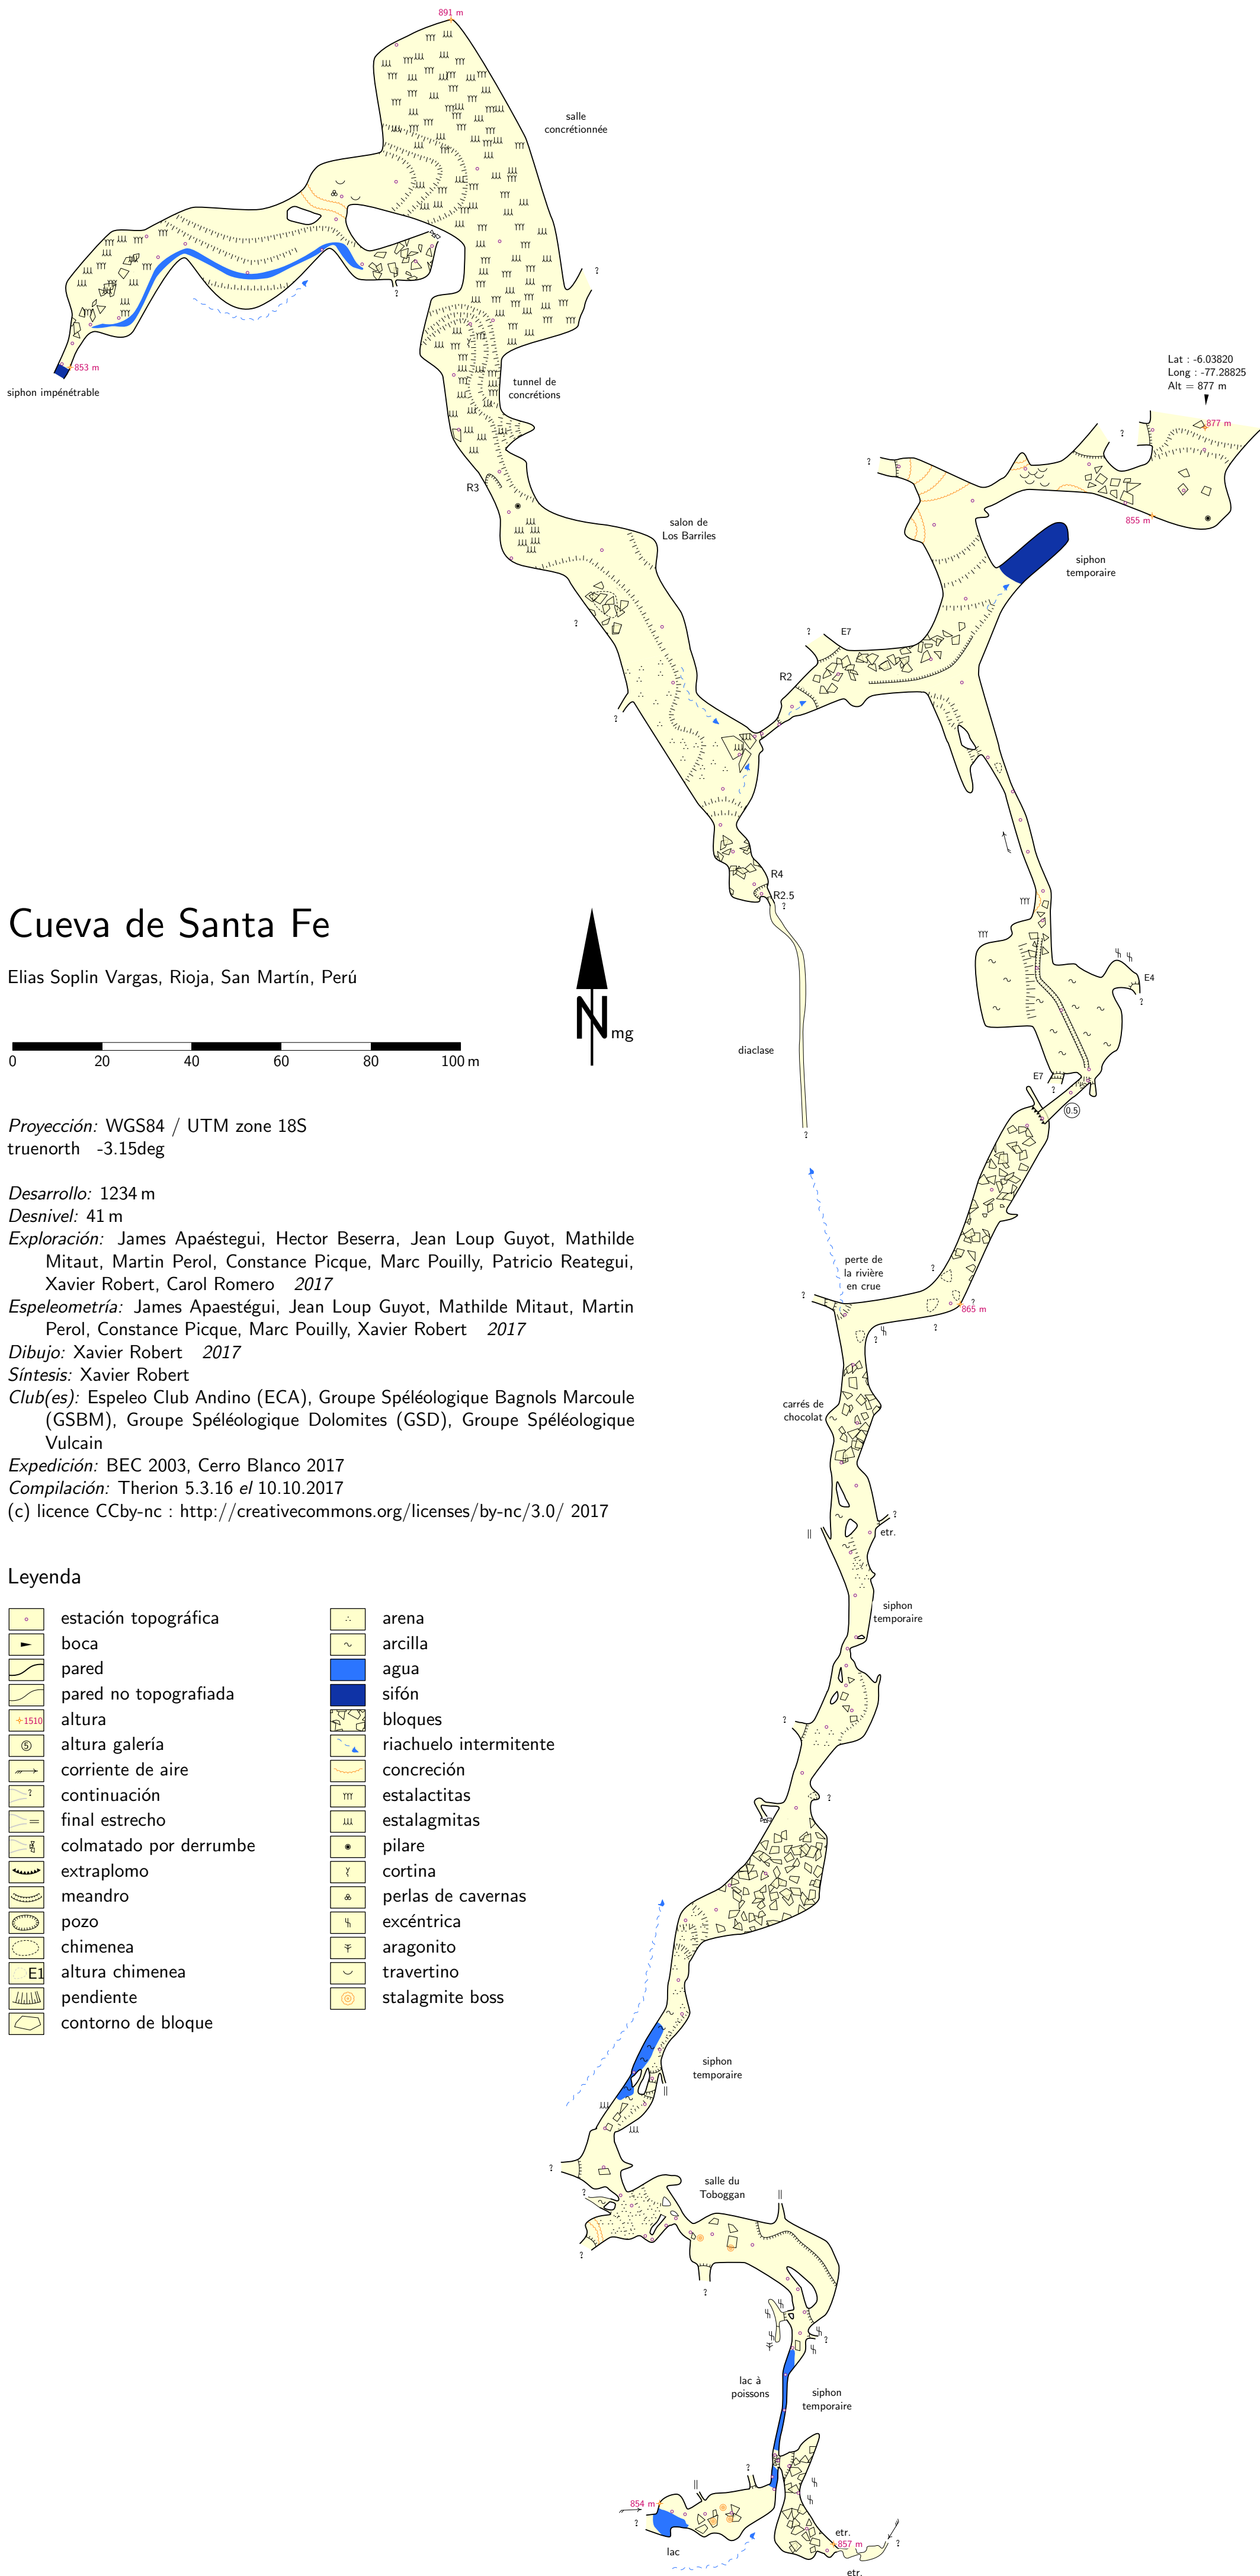 891 m
salle
concrétionnée
?
?
853 m
siphon impénétrable
tunnel de
concrétions
Lat : -6.03820
Long : -77.28825
Alt = 877 m
877 m
?
?
R3
855 m
salon de
Los Barriles
siphon
temporaire
?
?
E7
R2
?
R4
R2.5
?
Cueva de Santa Fe
Elias Soplin Vargas, Rioja, San Martín, Perú
N mg
0 20 40 60 80 100 m
E4
?
diaclase
E7
?
0.5
?
Proyección: WGS84 / UTM zone 18S
truenorth -3.15deg
Desarrollo: 1234 m
Desnivel: 41 m
Exploración: James Apaéstegui, Hector Beserra, Jean Loup Guyot, Mathilde
Mitaut, Martin Perol, Constance Picque, Marc Pouilly, Patricio Reategui,
Xavier Robert, Carol Romero 2017
Espeleometría: James Apaestégui, Jean Loup Guyot, Mathilde Mitaut, Martin
Perol, Constance Picque, Marc Pouilly, Xavier Robert 2017
Dibujo: Xavier Robert 2017
Síntesis: Xavier Robert
Club(es): Espeleo Club Andino (ECA), Groupe Spéléologique Bagnols Marcoule
(GSBM), Groupe Spéléologique Dolomites (GSD), Groupe Spéléologique
Vulcain
Expedición: BEC 2003, Cerro Blanco 2017
Compilación: Therion 5.3.16 el 10.10.2017
(c) licence CCby-nc : http://creativecommons.org/licenses/by-nc/3.0/ 2017
perte de
la rivière
en crue
?
?
?
865 m
?
?
carrés de
chocolat
?
etr.
siphon
temporaire
?
?
Leyenda
estación topográfica
boca
pared
pared no topografiada
1510 altura
5 altura galería
corriente de aire
? continuación
final estrecho
colmatado por derrumbe
extraplomo
meandro
pozo
chimenea
E1 altura chimenea
pendiente
contorno de bloque
arena
arcilla
agua
sifón
bloques
riachuelo intermitente
concreción
estalactitas
estalagmitas
pilare
cortina
perlas de cavernas
excéntrica
aragonito
travertino
stalagmite boss
siphon
temporaire
?
?
?
salle du
Toboggan
?
?
lac à
poissons
siphon
temporaire
?
854 m
?
lac
etr.
857 m
?
etr.